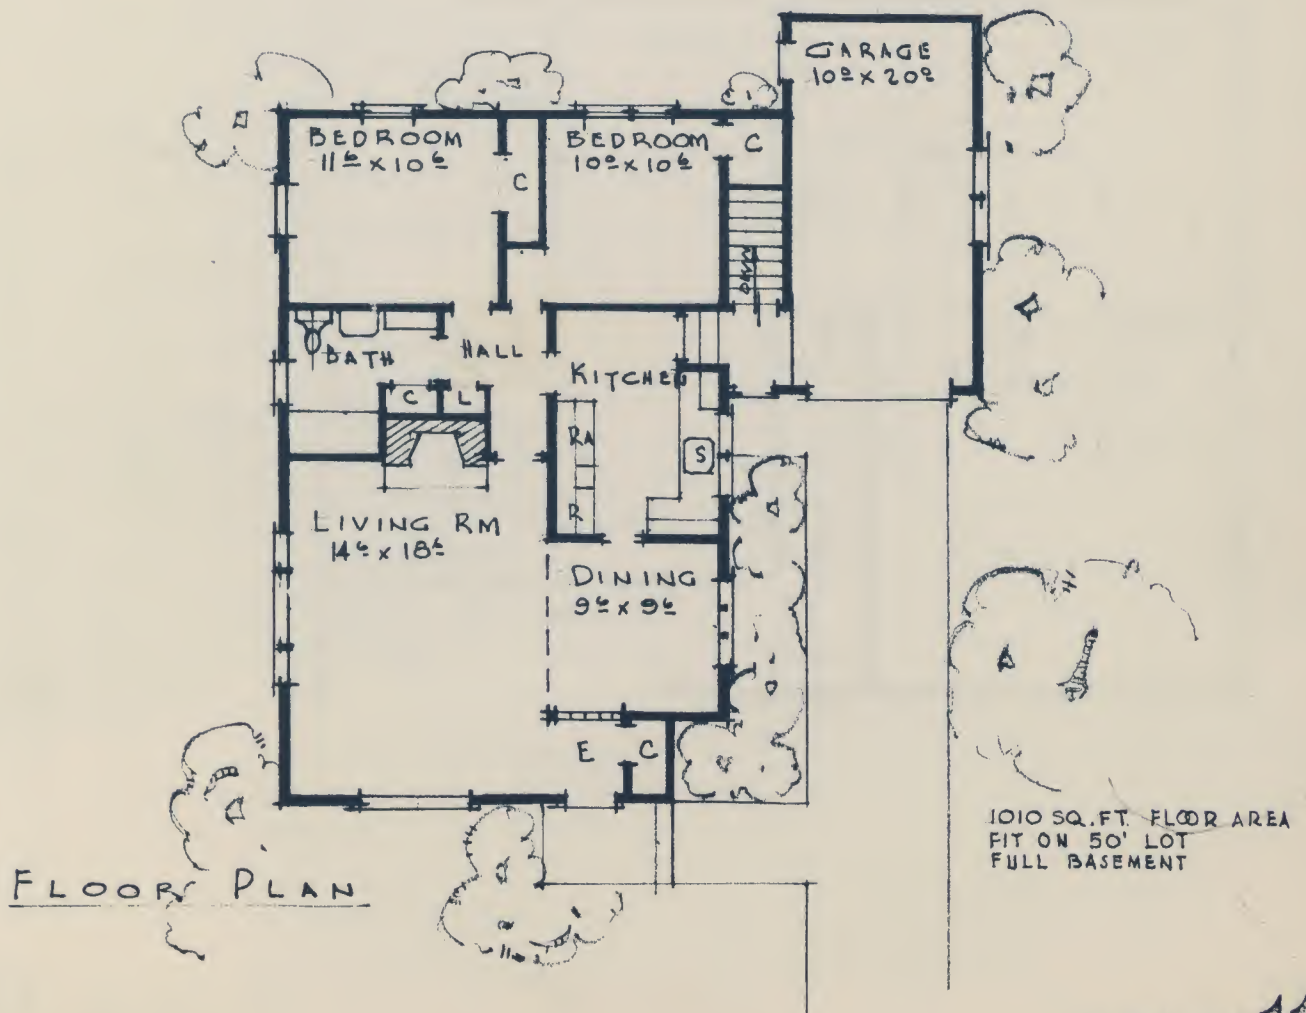 GARAGE
10⁰ X 20⁰
BEDROOM
11⁶ X 10⁶
C
BEDROOM
10⁰ X 10⁶
C
DOWN
BATH
HALL
C
L
KITCHEN
RA
S
R
LIVING RM
14⁶ X 18⁶
DINING
9⁶ X 9⁶
E
C
1010 SQ.FT. FLOOR AREA
FIT ON 50' LOT
FULL BASEMENT
FLOOR PLAN